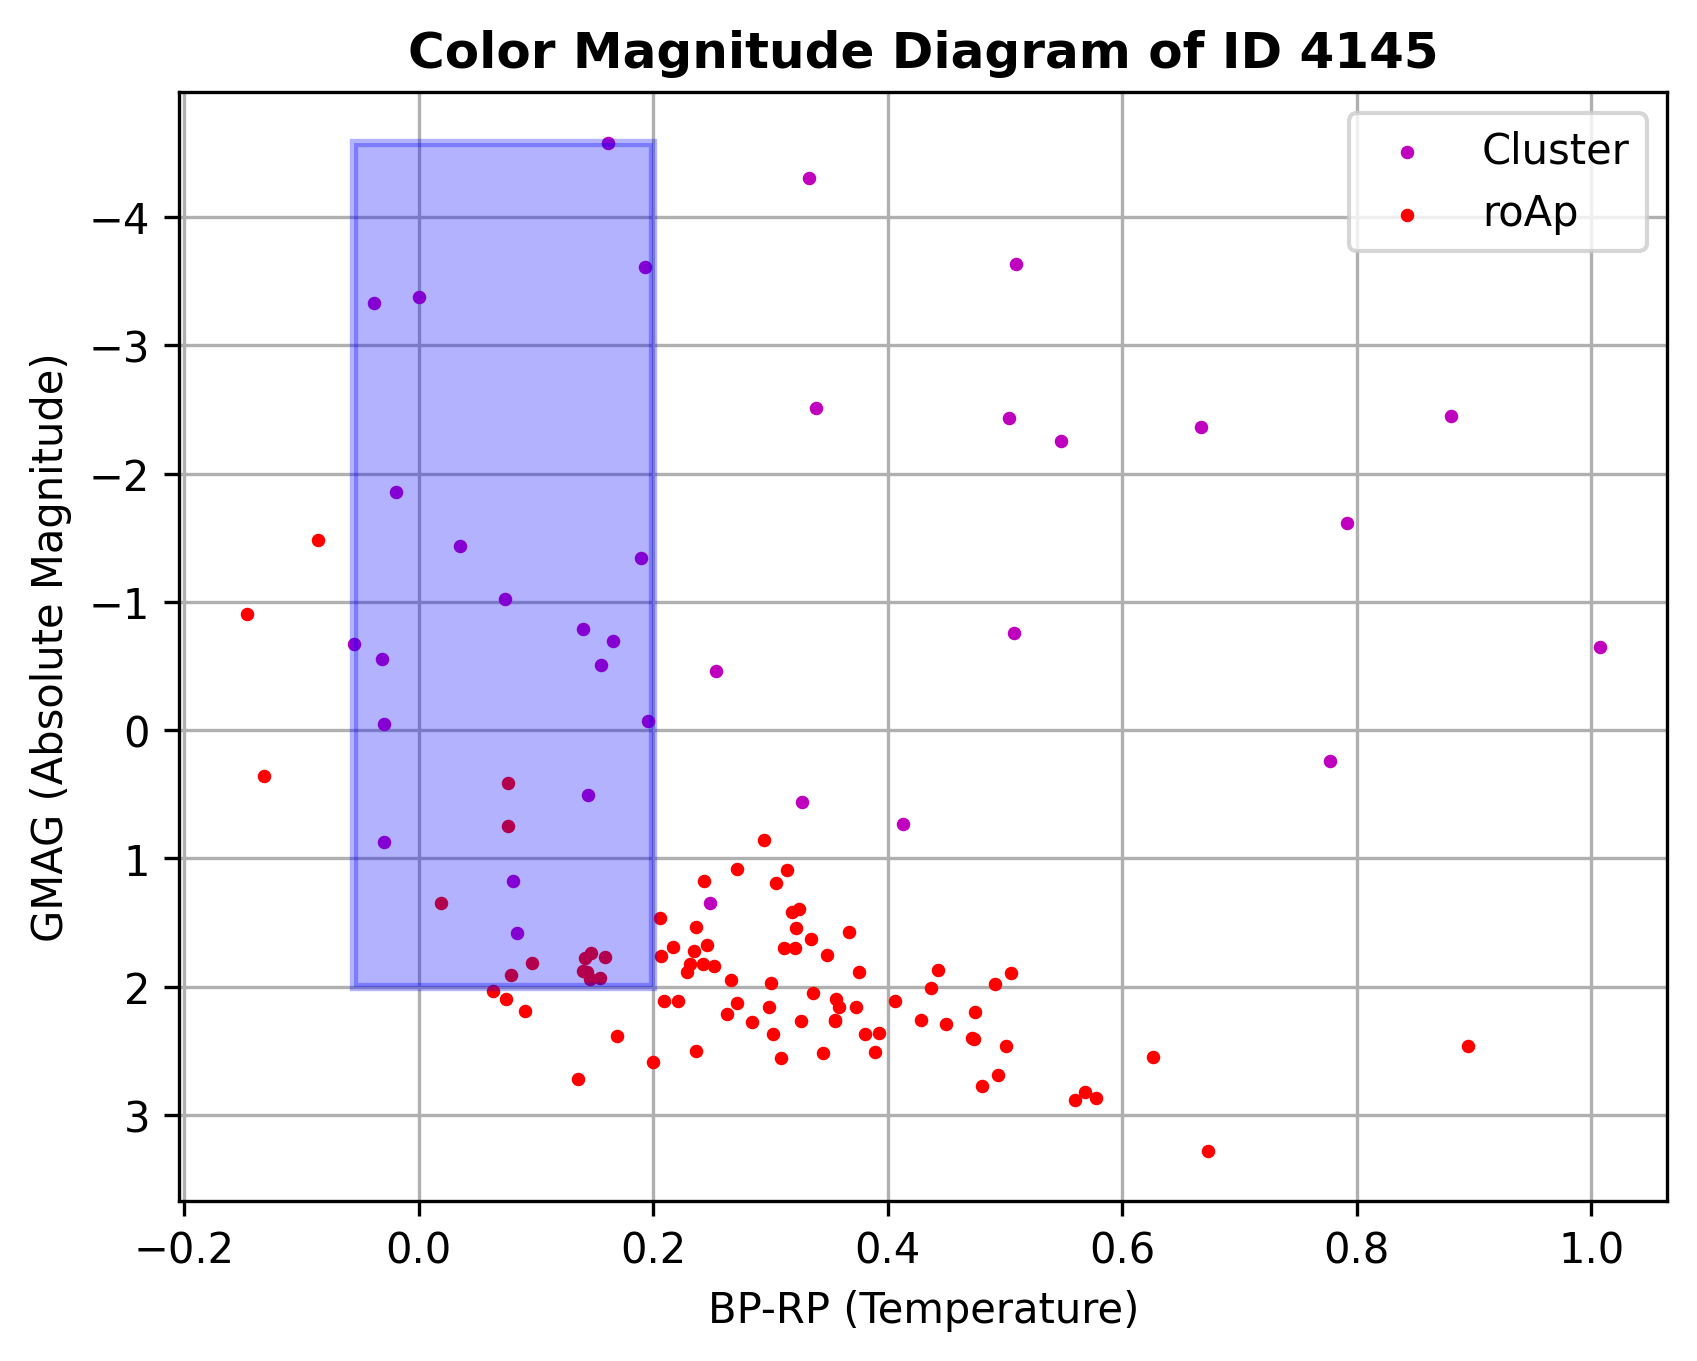 Color Magnitude Diagram of ID 4145
Cluster
roAp
−4
−3
−2
−1
0
1
2
3
GMAG (Absolute Magnitude)
−0.2 0.0 0.2 0.4 0.6 0.8 1.0
BP-RP (Temperature)